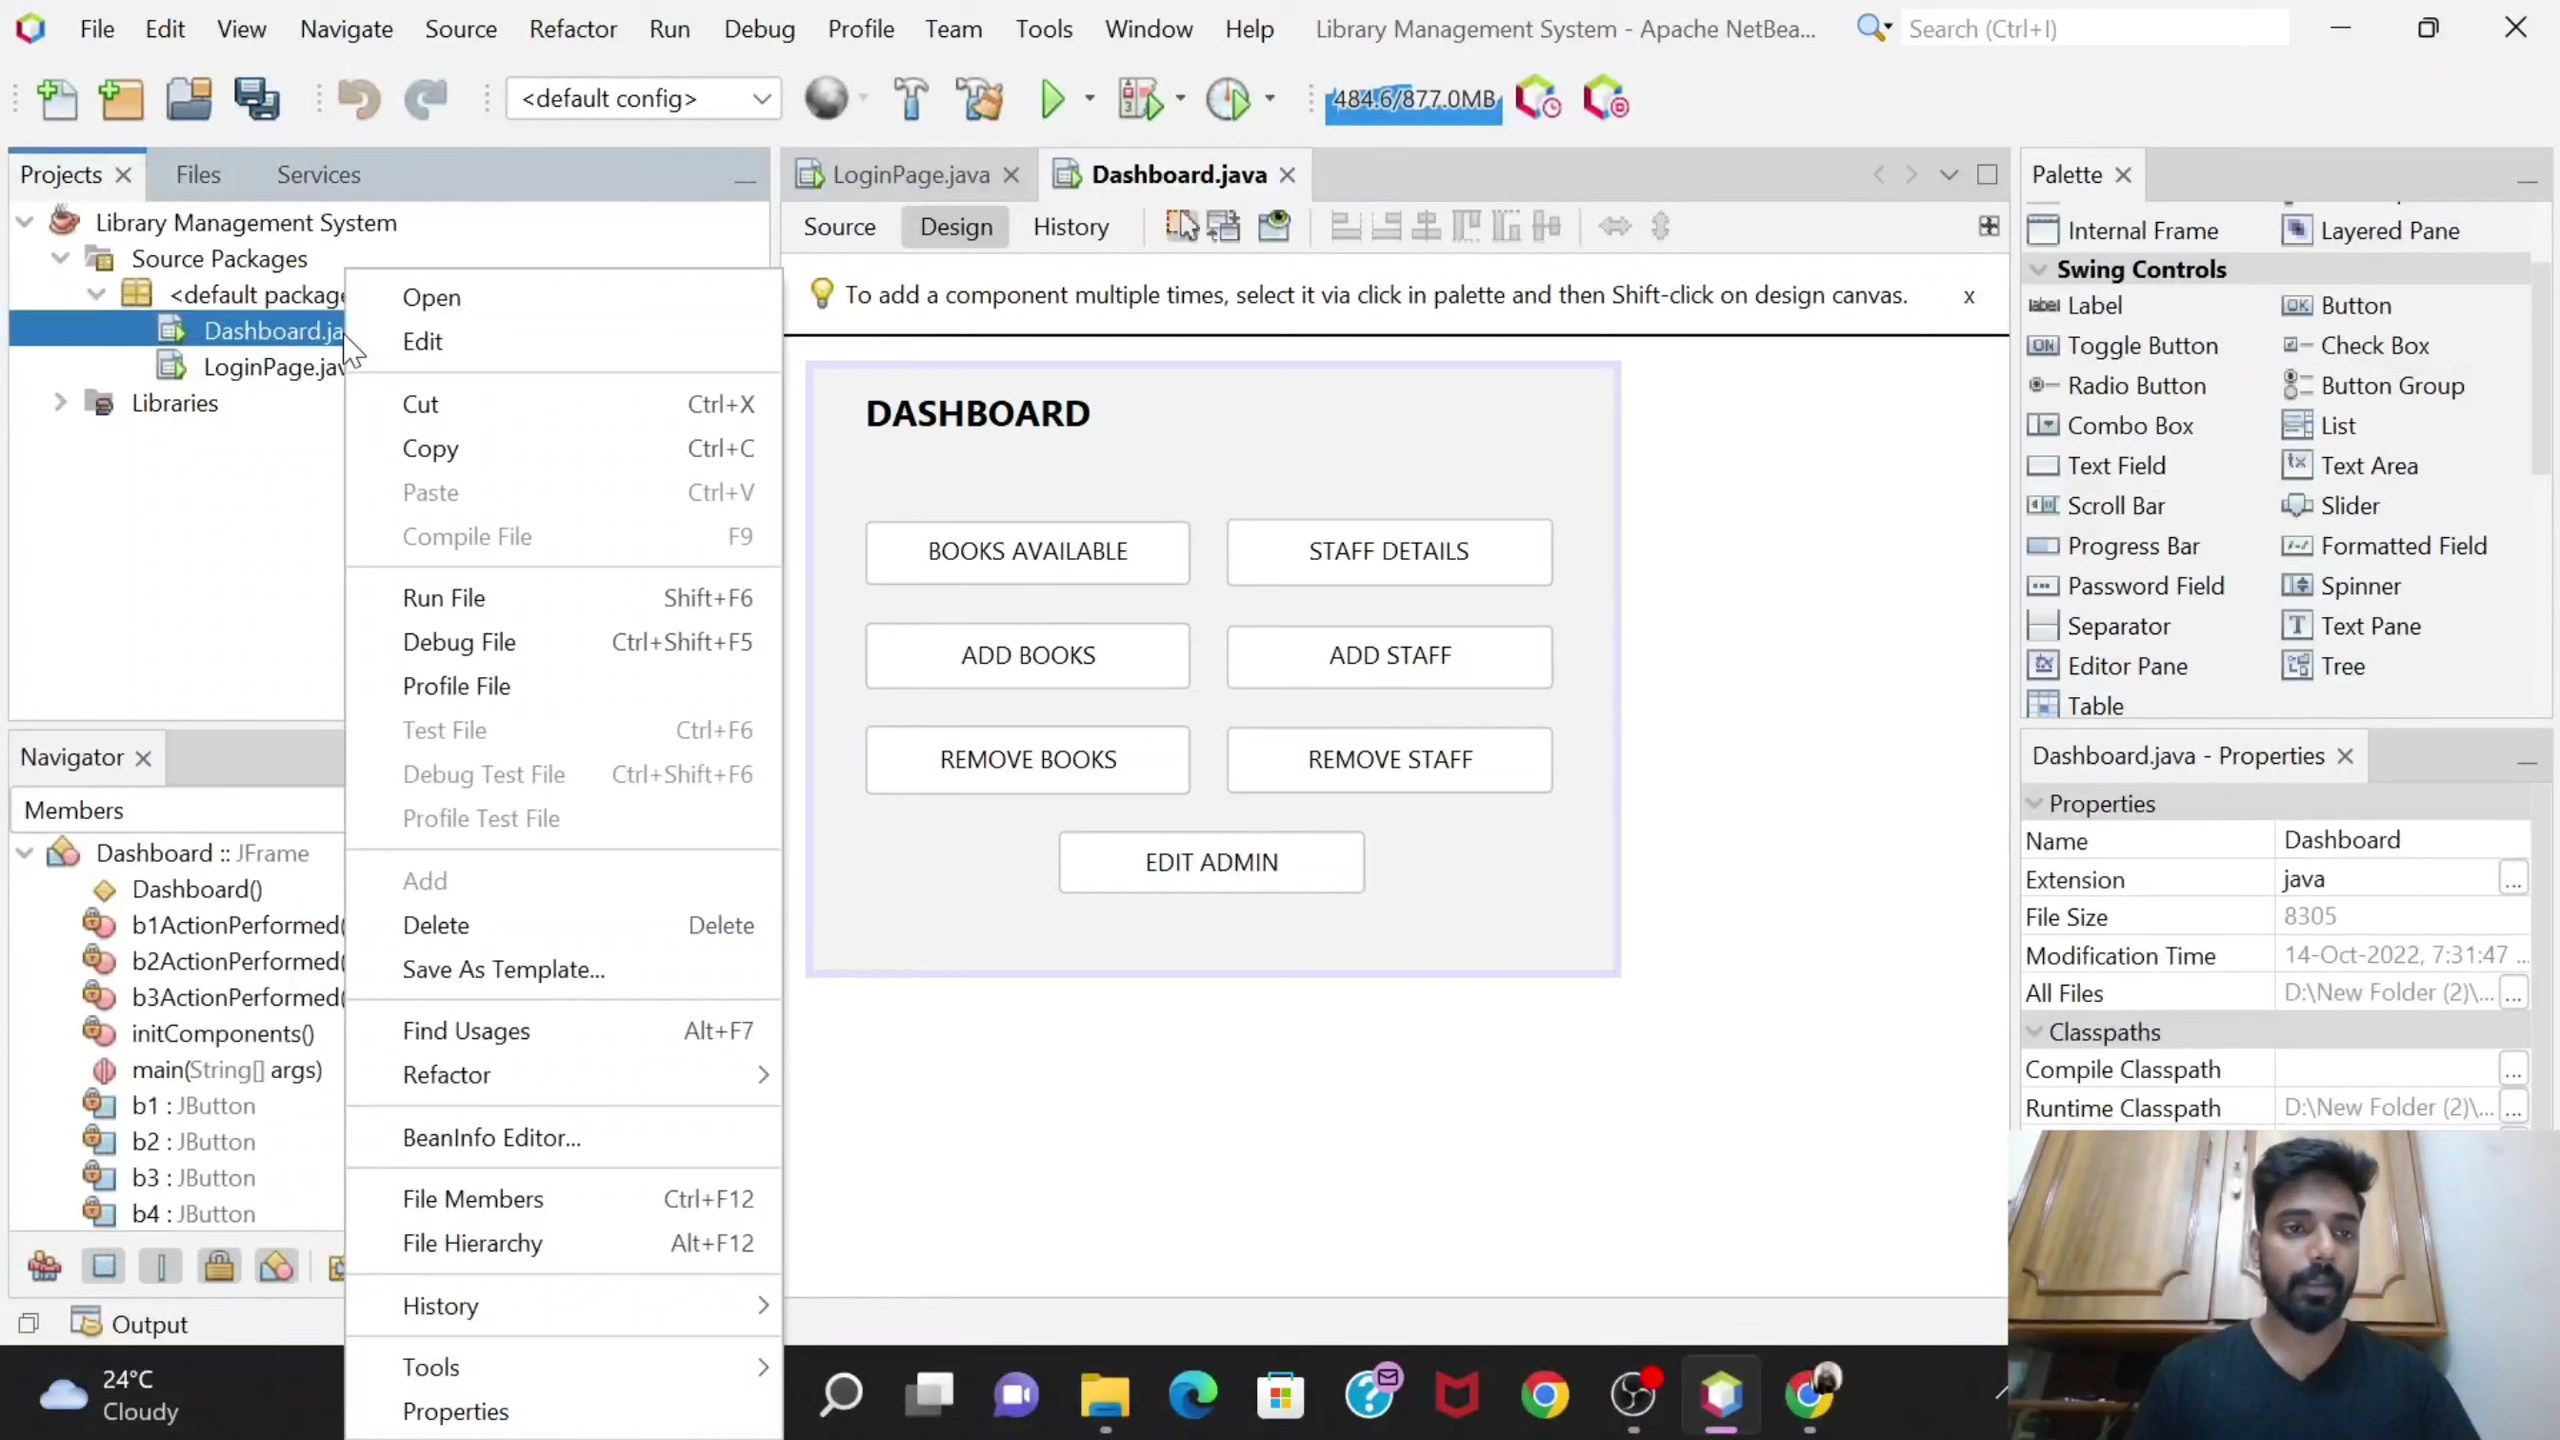 File Edit View Navigate Source Refactor Run Debug Profile Team Tools Window Help Library Management System - Apache NetBea... Search (Ctrl+I)
<default config> 484.6/877.0MB
Projects Files Services
Library Management System
Source Packages
<default package
Dashboard.ja
LoginPage.jav
Libraries
Open
Edit
Cut Ctrl+X
Copy Ctrl+C
Paste Ctrl+V
Compile File F9
Run File Shift+F6
Debug File Ctrl+Shift+F5
Profile File
Test File Ctrl+F6
Debug Test File Ctrl+Shift+F6
Profile Test File
Add
Delete Delete
Save As Template...
Find Usages Alt+F7
Refactor
BeanInfo Editor...
File Members Ctrl+F12
File Hierarchy Alt+F12
History
Tools
Properties
Navigator
Members
Dashboard :: JFrame
Dashboard()
b1ActionPerformed(
b2ActionPerformed(
b3ActionPerformed(
initComponents()
main(String[] args)
b1 : JButton
b2 : JButton
b3 : JButton
b4 : JButton
Output
LoginPage.java Dashboard.java
Source Design History
To add a component multiple times, select it via click in palette and then Shift-click on design canvas. x
DASHBOARD
BOOKS AVAILABLE STAFF DETAILS
ADD BOOKS ADD STAFF
REMOVE BOOKS REMOVE STAFF
EDIT ADMIN
Palette
Internal Frame Layered Pane
Swing Controls
Label Button
Toggle Button Check Box
Radio Button Button Group
Combo Box List
Text Field Text Area
Scroll Bar Slider
Progress Bar Formatted Field
Password Field Spinner
Separator Text Pane
Editor Pane Tree
Table
Dashboard.java - Properties
Properties
Name Dashboard
Extension java ...
File Size 8305
Modification Time 14-Oct-2022, 7:31:47 ...
All Files D:\New Folder (2)\... ...
Classpaths
Compile Classpath ...
Runtime Classpath D:\New Folder (2)\... ...
24°C
Cloudy